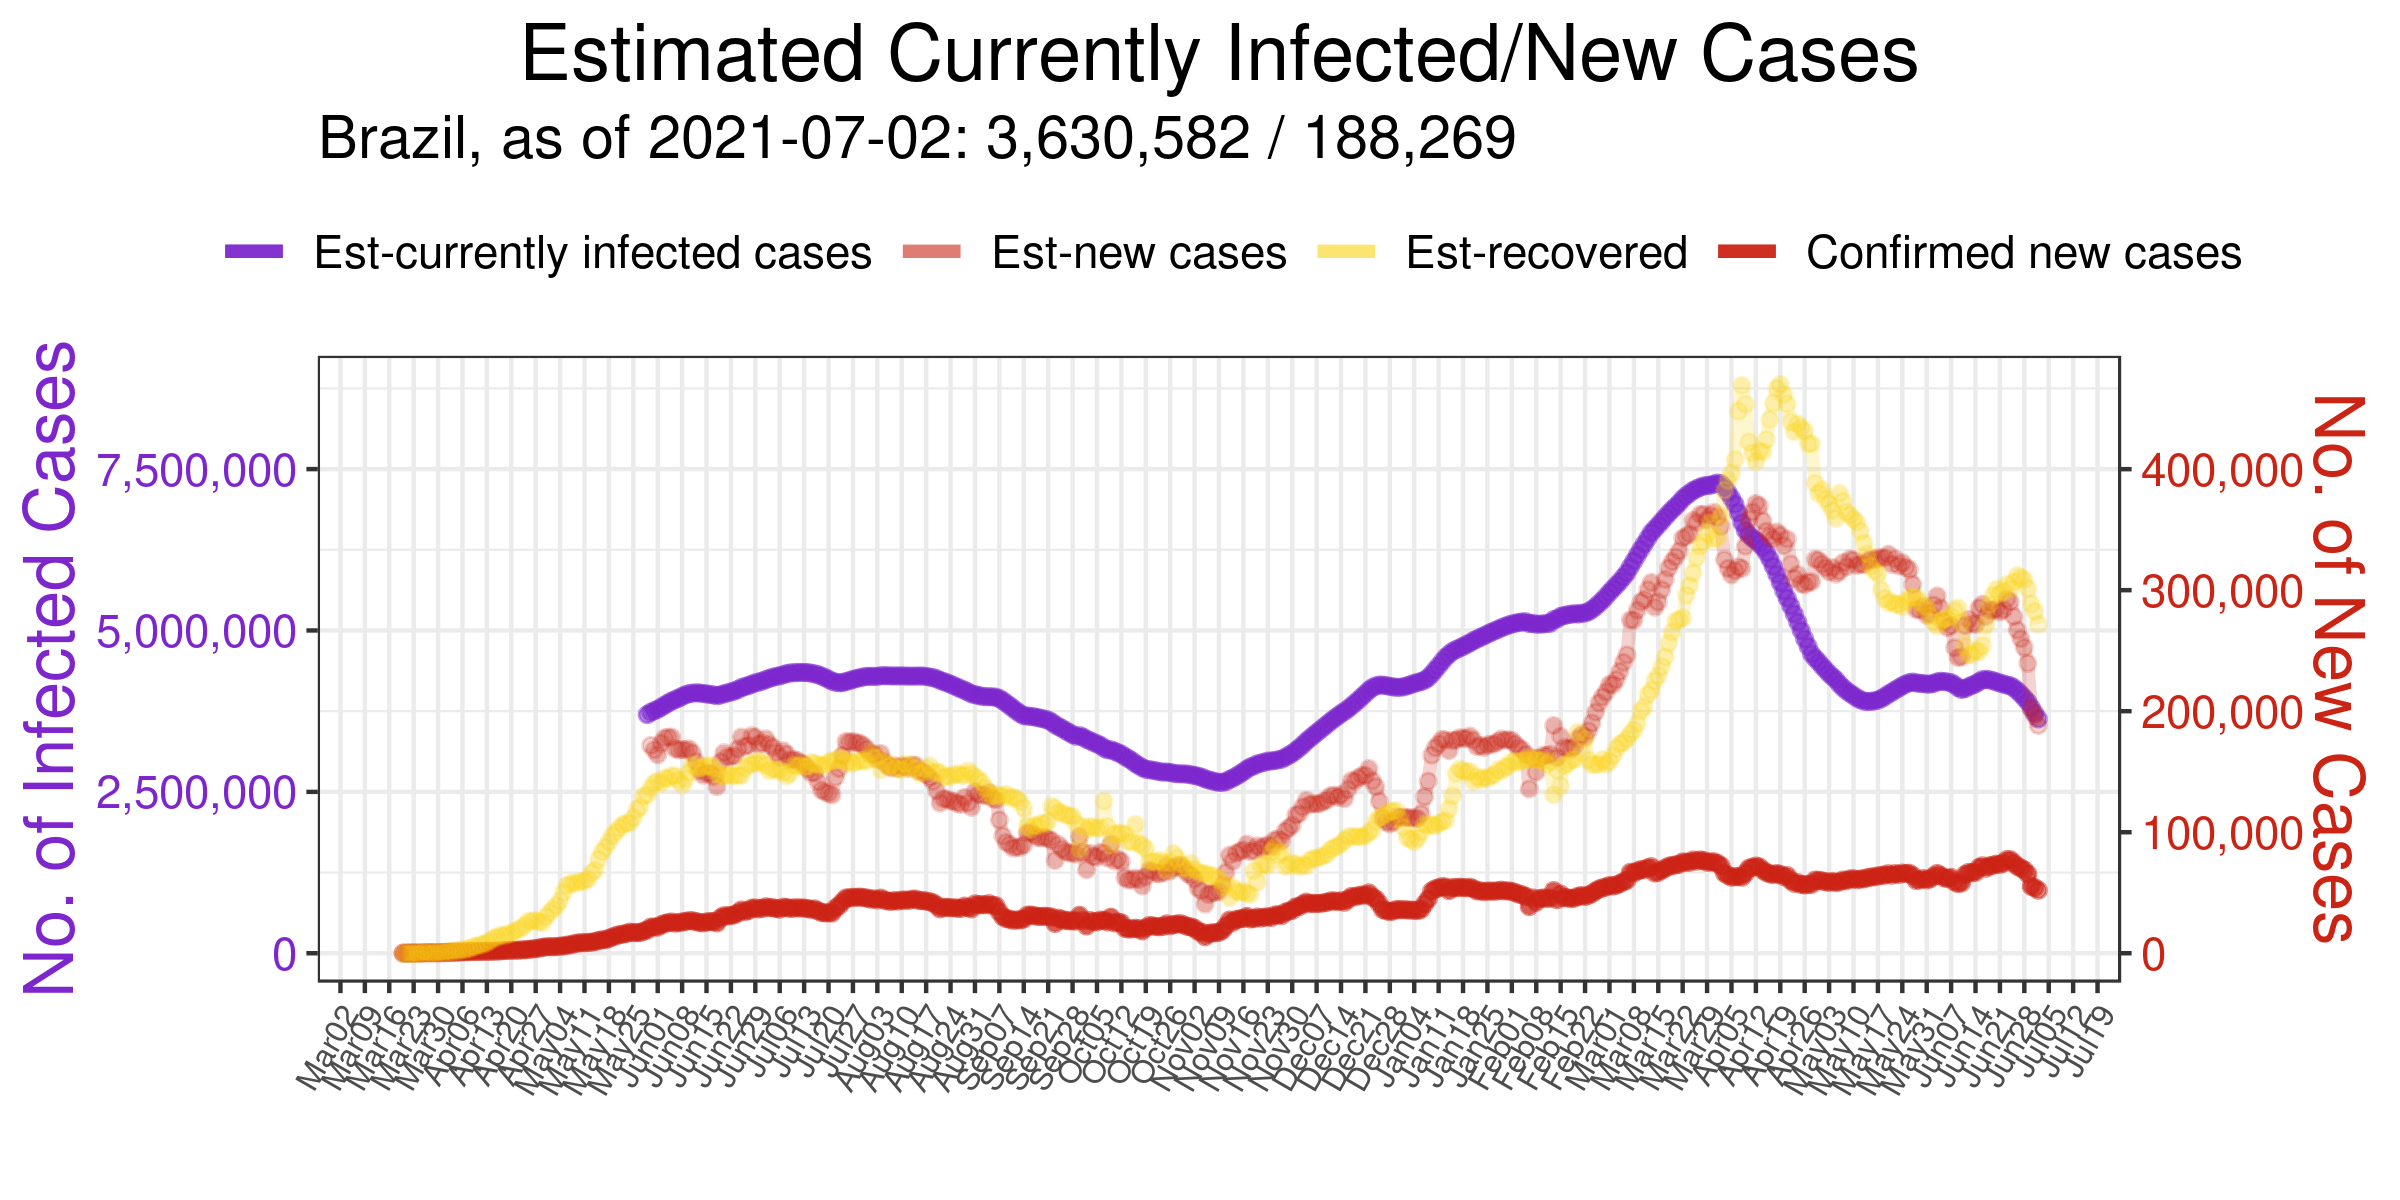 Estimated Currently Infected/New Cases
Brazil, as of 2021-07-02: 3,630,582 / 188,269
Est-currently infected cases Est-new cases Est-recovered Confirmed new cases
No. of Infected Cases
7,500,000
5,000,000
2,500,000
0
400,000
300,000
200,000
100,000
0
No. of New Cases
Mar02
Mar09
Mar16
Mar23
Mar30
Apr06
Apr13
Apr20
Apr27
May04
May11
May18
May25
Jun01
Jun08
Jun15
Jun22
Jun29
Jul06
Jul13
Jul20
Jul27
Aug03
Aug10
Aug17
Aug24
Aug31
Sep07
Sep14
Sep21
Sep28
Oct05
Oct12
Oct19
Oct26
Nov02
Nov09
Nov16
Nov23
Nov30
Dec07
Dec14
Dec21
Dec28
Jan04
Jan11
Jan18
Jan25
Feb01
Feb08
Feb15
Feb22
Mar01
Mar08
Mar15
Mar22
Mar29
Apr05
Apr12
Apr19
Apr26
May03
May10
May17
May24
May31
Jun07
Jun14
Jun21
Jun28
Jul05
Jul12
Jul19